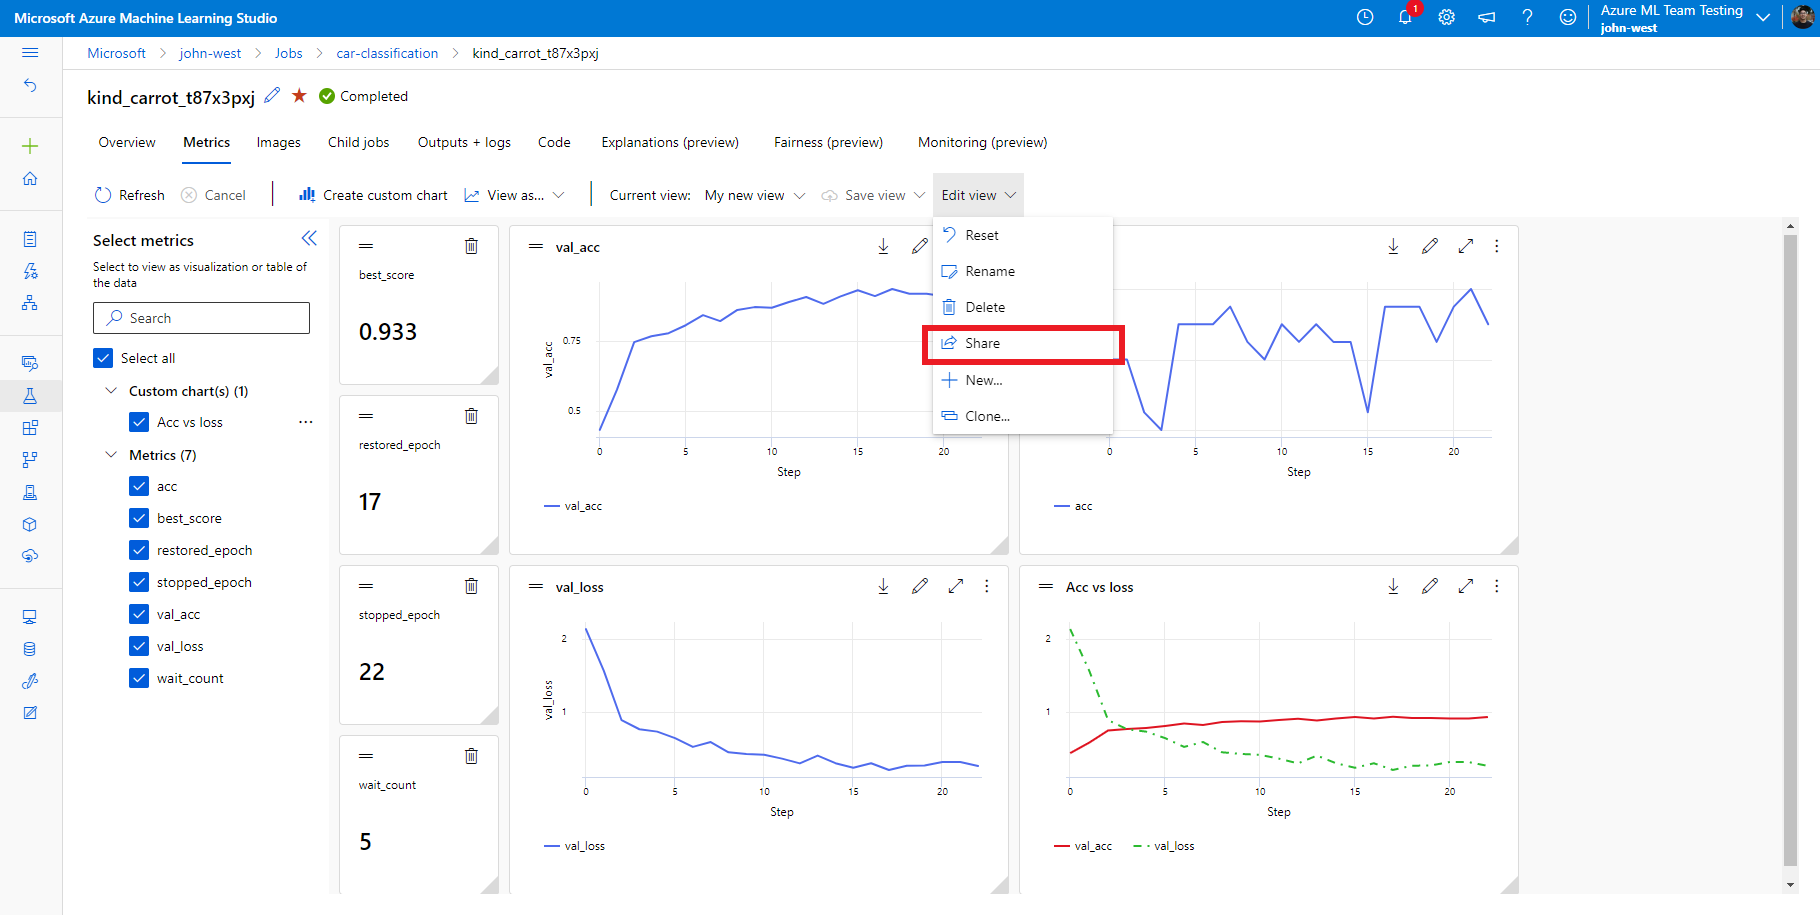 Microsoft Azure Machine Learning Studio
1
Azure ML Team Testing
john-west
Microsoft > john-west > Jobs > car-classification > kind_carrot_t87x3pxj
kind_carrot_t87x3pxj
Completed
Overview Metrics Images Child jobs Outputs + logs Code Explanations (preview) Fairness (preview) Monitoring (preview)
Refresh Cancel Create custom chart View as... Current view: My new view Save view Edit view
Reset
Rename
Delete
Share
New...
Clone...
Select metrics
Select to view as visualization or table of
the data
Search
Select all
Custom chart(s) (1)
Acc vs loss
Metrics (7)
acc
best_score
restored_epoch
stopped_epoch
val_acc
val_loss
wait_count
best_score
0.933
restored_epoch
17
stopped_epoch
22
wait_count
5
val_acc
val_acc
0.75
0.5
0 5 10 15 20
Step
val_acc
0 5 10 15 20
Step
acc
val_loss
val_loss
2
1
0 5 10 15 20
Step
val_loss
Acc vs loss
2
1
0 5 10 15 20
Step
val_acc val_loss